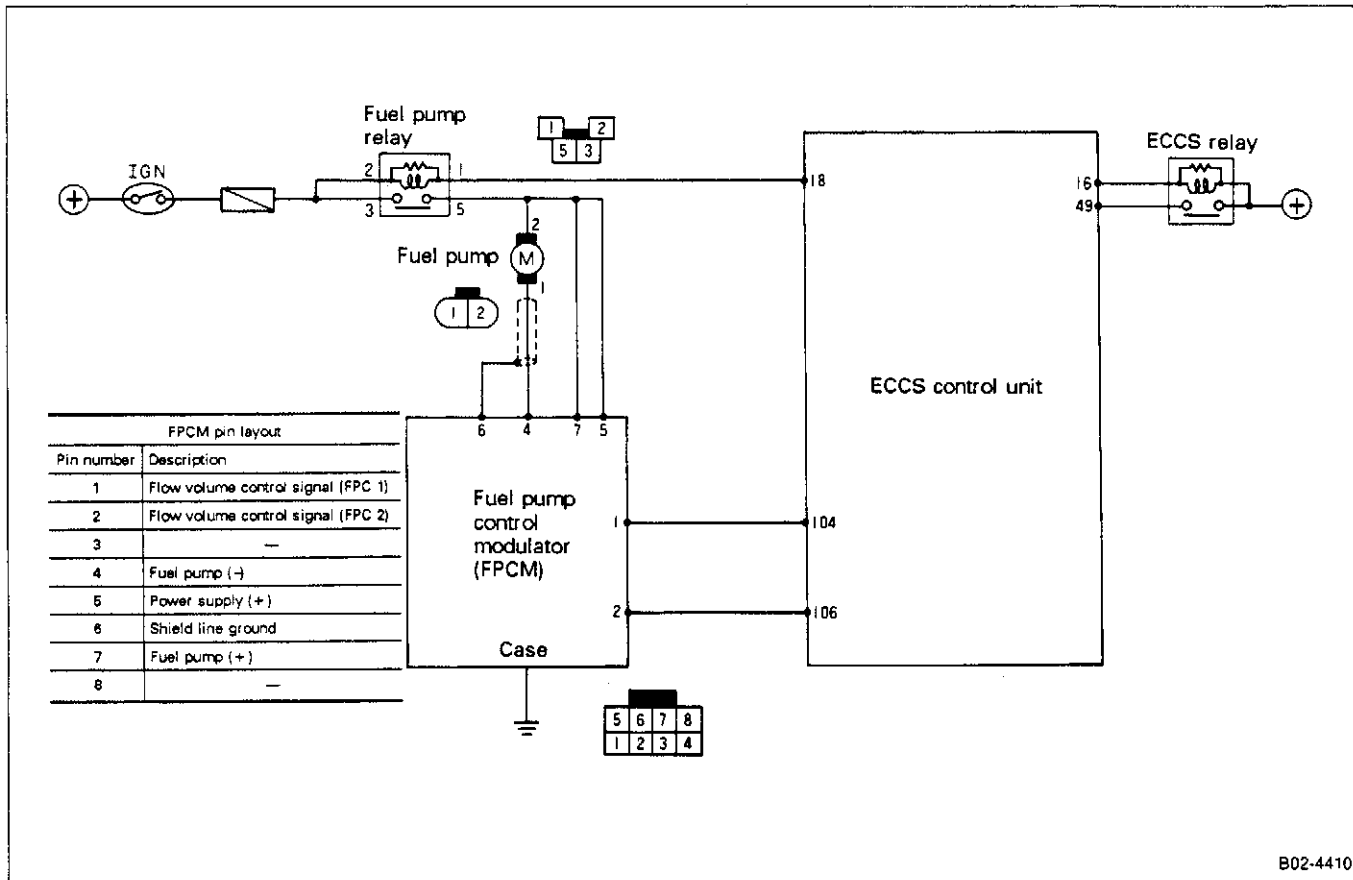 Fuel pump
relay
1 2
5 3
ECCS relay
IGN
2 1
3 5
18
16
49
2
Fuel pump
M
1
1 2
ECCS control unit
6 4 7 5
FPCM pin layout
Pin number Description
1 Flow volume control signal (FPC 1)
2 Flow volume control signal (FPC 2)
3 —
4 Fuel pump (-)
5 Power supply (+)
6 Shield line ground
7 Fuel pump (+)
8 —
Fuel pump
control
modulator
(FPCM)
1
104
2
106
Case
5 6 7 8
1 2 3 4
B02-4410